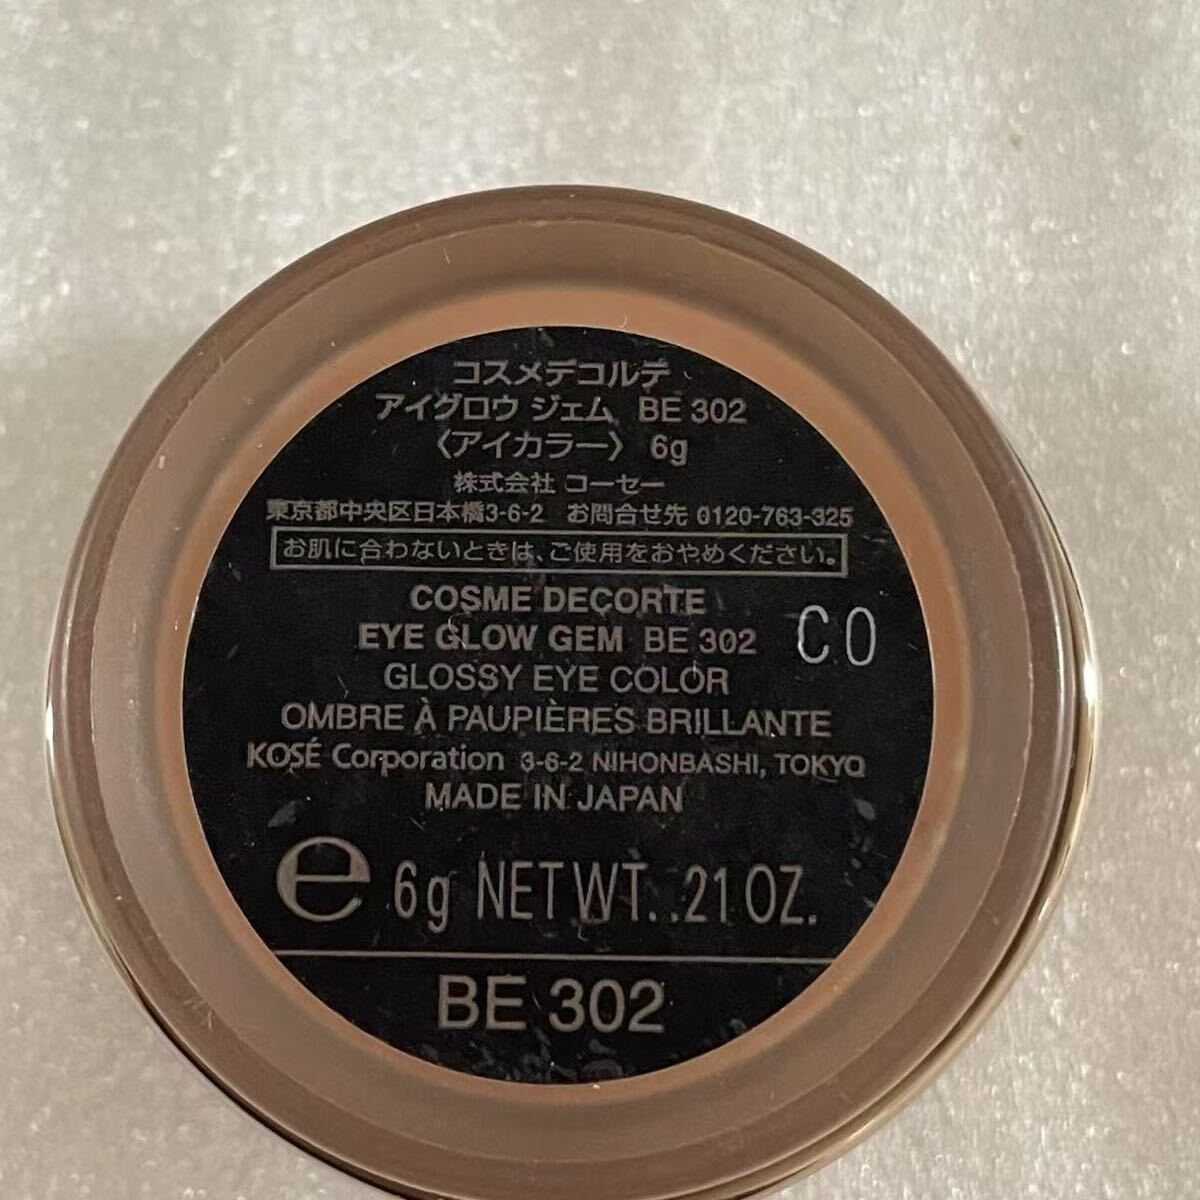 コスメデコルテ
アイグロウ ジェム BE 302
〈アイカラー〉 6g
株式会社 コーセー
東京都中央区日本橋3-6-2 お問合せ先 0120-763-325
お肌に合わないときは、ご使用をおやめください。
COSME DECORTE
EYE GLOW GEM BE 302 CO
GLOSSY EYE COLOR
OMBRE À PAUPIÈRES BRILLANTE
KOSÉ Corporation 3-6-2 NIHONBASHI, TOKYO
MADE IN JAPAN
e 6g NET WT. .21 OZ.
BE 302